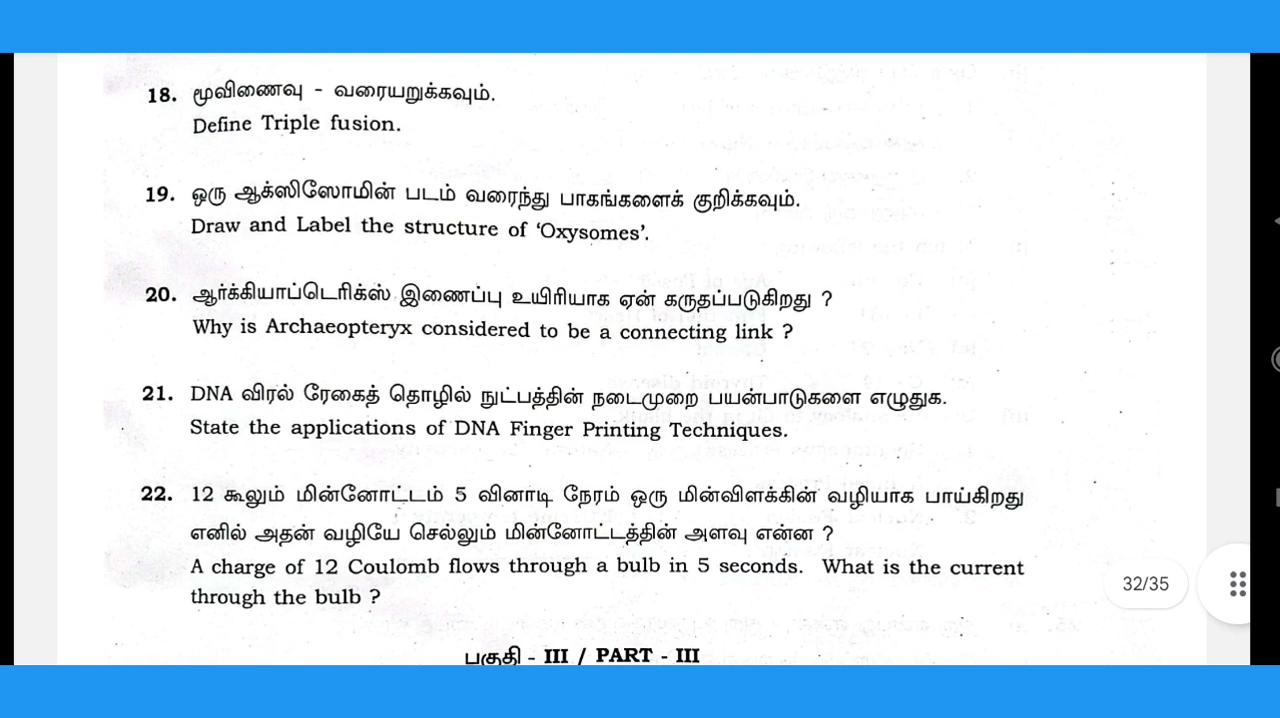 18. மூவிணைவு - வரையறுக்கவும்.
Define Triple fusion.
19. ஒரு ஆக்ஸிஸோமின் படம் வரைந்து பாகங்களைக் குறிக்கவும்.
Draw and Label the structure of ‘Oxysomes’.
20. ஆர்க்கியாப்டெரிக்ஸ் இணைப்பு உயிரியாக ஏன் கருதப்படுகிறது ?
Why is Archaeopteryx considered to be a connecting link ?
21. DNA விரல் ரேகைத் தொழில் நுட்பத்தின் நடைமுறை பயன்பாடுகளை எழுதுக.
State the applications of DNA Finger Printing Techniques.
22. 12 கூலும் மின்னோட்டம் 5 வினாடி நேரம் ஒரு மின்விளக்கின் வழியாக பாய்கிறது
எனில் அதன் வழியே செல்லும் மின்னோட்டத்தின் அளவு என்ன ?
A charge of 12 Coulomb flows through a bulb in 5 seconds. What is the current
through the bulb ?
32/35
பகுதி - III / PART - III